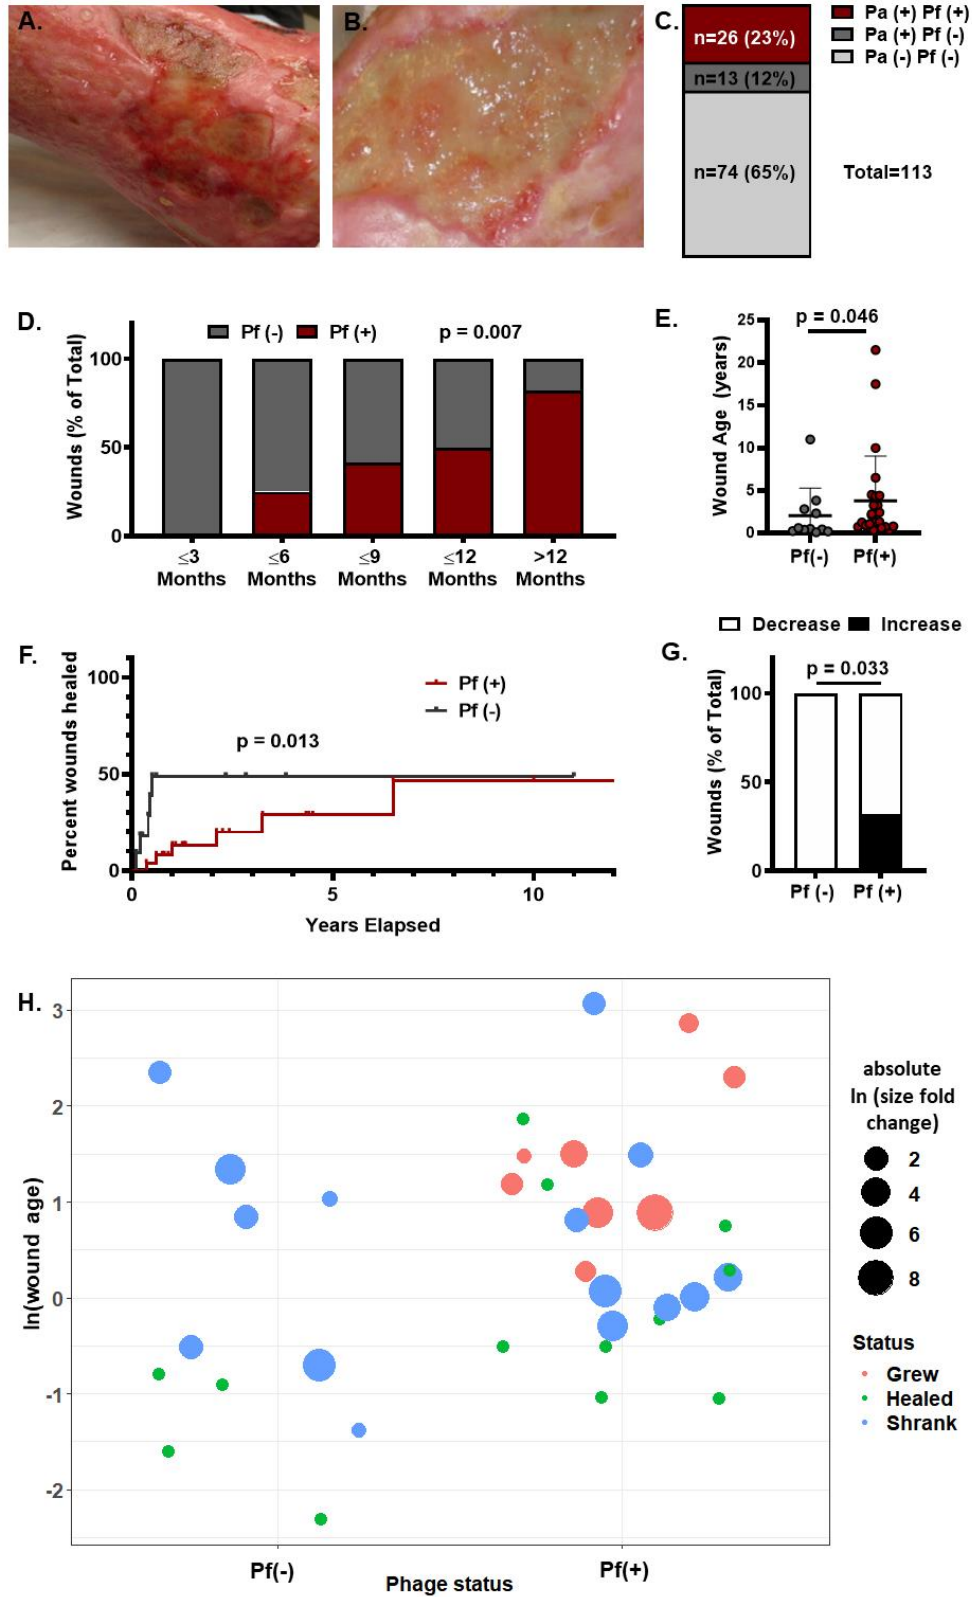 A.
B.
C.
n=26 (23%)
n=13 (12%)
n=74 (65%)
Pa (+) Pf (+)
Pa (+) Pf (-)
Pa (-) Pf (-)
Total=113
D.
Pf (-) Pf (+)
p = 0.007
Wounds (% of Total)
100
50
0
≤3 Months
≤6 Months
≤9 Months
≤12 Months
>12 Months
E.
p = 0.046
Wound Age (years)
25
20
15
10
5
0
Pf(-) Pf(+)
F.
Percent wounds healed
100
50
0
Pf (+)
Pf (-)
p = 0.013
0 5 10
Years Elapsed
Decrease Increase
G.
p = 0.033
Wounds (% of Total)
100
50
0
Pf (-) Pf (+)
H.
ln(wound age)
3
2
1
0
-1
-2
Pf(-) Pf(+)
Phage status
absolute
ln (size fold
change)
2
4
6
8
Status
Grew
Healed
Shrank